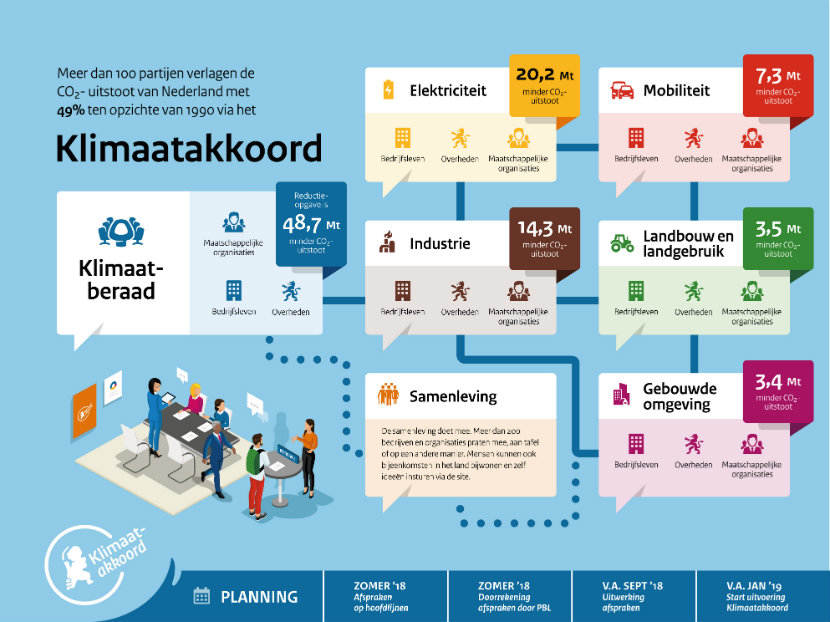 Meer dan 100 partijen verlagen de
CO₂- uitstoot van Nederland met
49% ten opzichte van 1990 via het
Klimaatakkoord
Klimaat-
beraad
Maatschappelijke
organisaties
Bedrijfsleven
Overheden
Reductie-
opgave is
48,7 Mt
minder CO₂-
uitstoot
Elektriciteit
20,2 Mt
minder CO₂-
uitstoot
Bedrijfsleven
Overheden
Maatschappelijke
organisaties
Mobiliteit
7,3 Mt
minder CO₂-
uitstoot
Bedrijfsleven
Overheden
Maatschappelijke
organisaties
Industrie
14,3 Mt
minder CO₂-
uitstoot
Bedrijfsleven
Overheden
Maatschappelijke
organisaties
Landbouw en
landgebruik
3,5 Mt
minder CO₂-
uitstoot
Bedrijfsleven
Overheden
Maatschappelijke
organisaties
Samenleving
De samenleving doet mee. Meer dan 200
bedrijven en organisaties praten mee, aan tafel
of op een andere manier. Mensen kunnen ook
bijeenkomsten in het land bijwonen en zelf
ideeën insturen via de site.
Gebouwde
omgeving
3,4 Mt
minder CO₂-
uitstoot
Bedrijfsleven
Overheden
Maatschappelijke
organisaties
Klimaat-
akkoord
PLANNING
ZOMER '18
Afspraken
op hoofdlijnen
ZOMER '18
Doorrekening
afspraken door PBL
V.A. SEPT '18
Uitwerking
afspraken
V.A. JAN '19
Start uitvoering
Klimaatakkoord